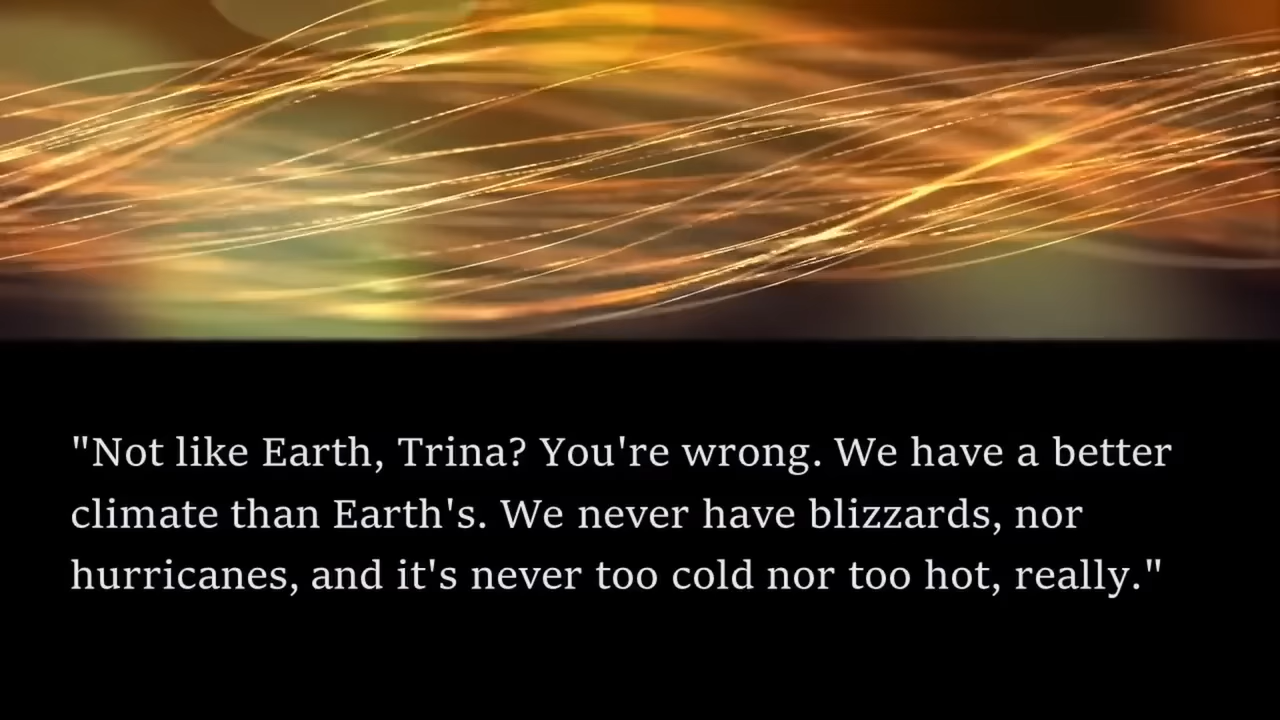 "Not like Earth, Trina? You're wrong. We have a better
climate than Earth's. We never have blizzards, nor
hurricanes, and it's never too cold nor too hot, really."